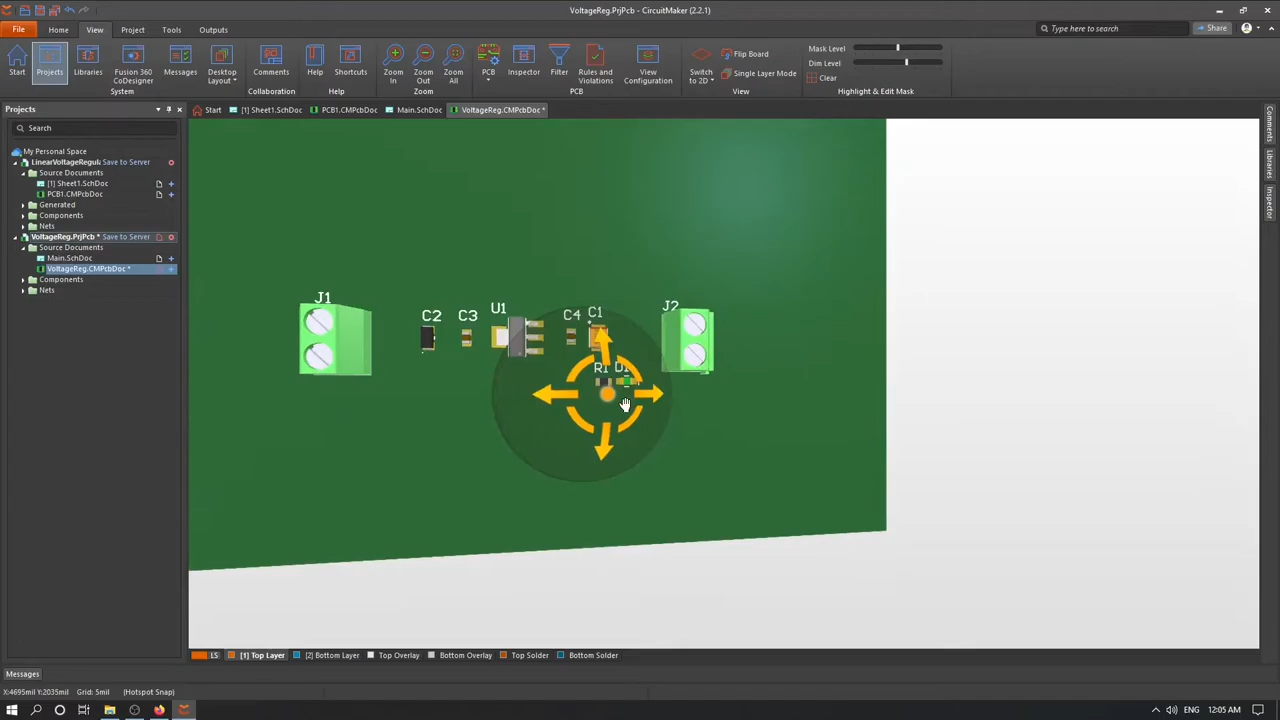 VoltageReg.PrjPcb - CircuitMaker (2.2.1)
File
Home
View
Project
Tools
Outputs
Type here to search
Share
Start
Projects
Libraries
Fusion 360
CoDesigner
Messages
Desktop
Layout
System
Comments
Collaboration
Help
Shortcuts
Help
Zoom
In
Zoom
Out
Zoom
All
Zoom
PCB
Inspector
Filter
Rules and
Violations
View
Configuration
PCB
Switch
to 2D
Flip Board
Single Layer Mode
View
Mask Level
Dim Level
Clear
Highlight & Edit Mask
Projects
Start
[1] Sheet1.SchDoc
PCB1.CMPcbDoc
Main.SchDoc
VoltageReg.CMPcbDoc *
Search
My Personal Space
LinearVoltageRegul Save to Server
Source Documents
[1] Sheet1.SchDoc
PCB1.CMPcbDoc
Generated
Components
Nets
VoltageReg.PrjPcb * Save to Server
Source Documents
Main.SchDoc
VoltageReg.CMPcbDoc *
Components
Nets
Comments
Libraries
Inspector
J1
C2
C3
U1
C4
C1
J2
R1
D1
LS
[1] Top Layer
[2] Bottom Layer
Top Overlay
Bottom Overlay
Top Solder
Bottom Solder
Messages
X:4695mil Y:2035mil Grid: 5mil (Hotspot Snap)
ENG
12:05 AM